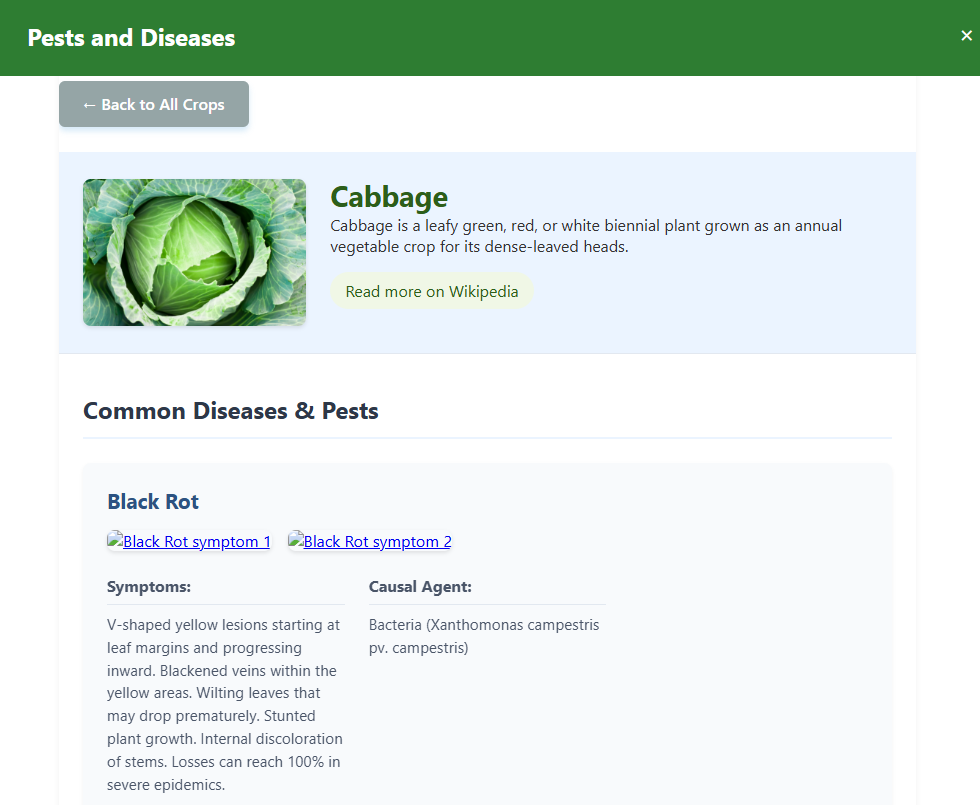 Pests and Diseases
×
← Back to All Crops
Cabbage
Cabbage is a leafy green, red, or white biennial plant grown as an annual
vegetable crop for its dense-leaved heads.
Read more on Wikipedia
Common Diseases & Pests
Black Rot
Black Rot symptom 1 Black Rot symptom 2
Symptoms:
V-shaped yellow lesions starting at
leaf margins and progressing
inward. Blackened veins within the
yellow areas. Wilting leaves that
may drop prematurely. Stunted
plant growth. Internal discoloration
of stems. Losses can reach 100% in
severe epidemics.
Causal Agent:
Bacteria (Xanthomonas campestris
pv. campestris)